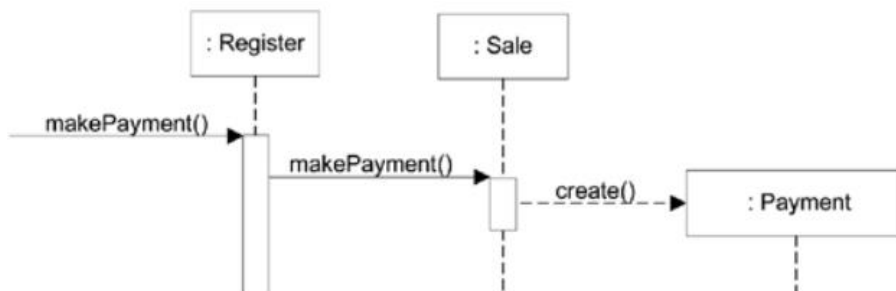 : Register
: Sale
makePayment()
makePayment()
create()
: Payment